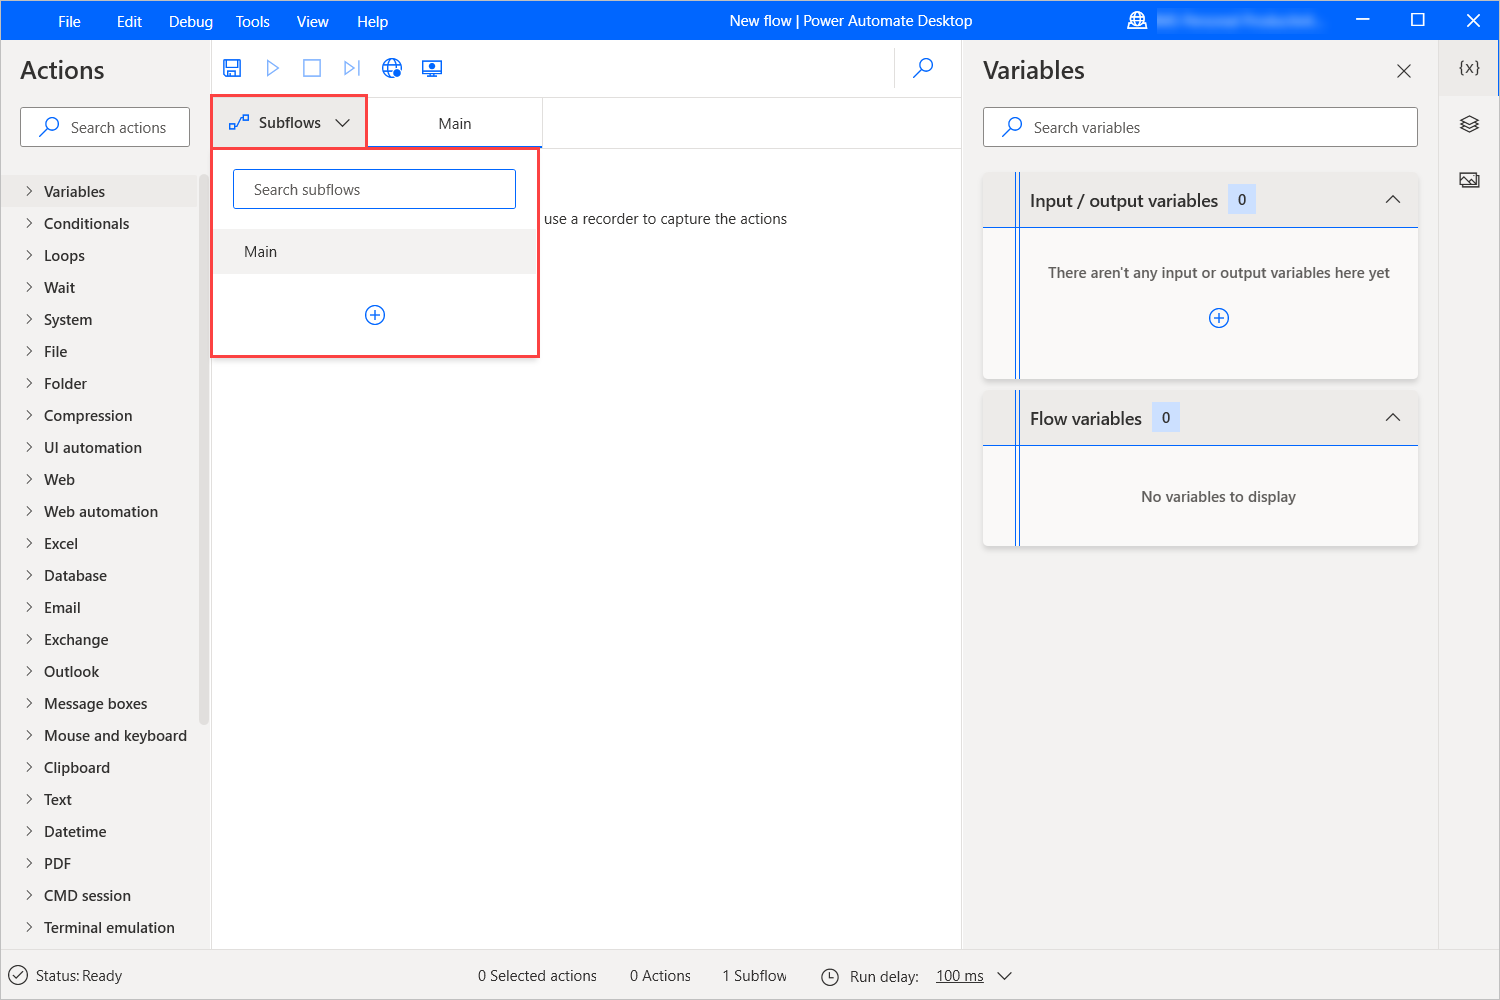 File Edit Debug Tools View Help New flow | Power Automate Desktop
Actions
Search actions
Variables
Conditionals
Loops
Wait
System
File
Folder
Compression
UI automation
Web
Web automation
Excel
Database
Email
Exchange
Outlook
Message boxes
Mouse and keyboard
Clipboard
Text
Datetime
PDF
CMD session
Terminal emulation
Subflows Main
Search subflows
use a recorder to capture the actions
Main
Variables
{x}
Search variables
Input / output variables 0
There aren't any input or output variables here yet
Flow variables 0
No variables to display
Status: Ready 0 Selected actions 0 Actions 1 Subflow Run delay: 100 ms